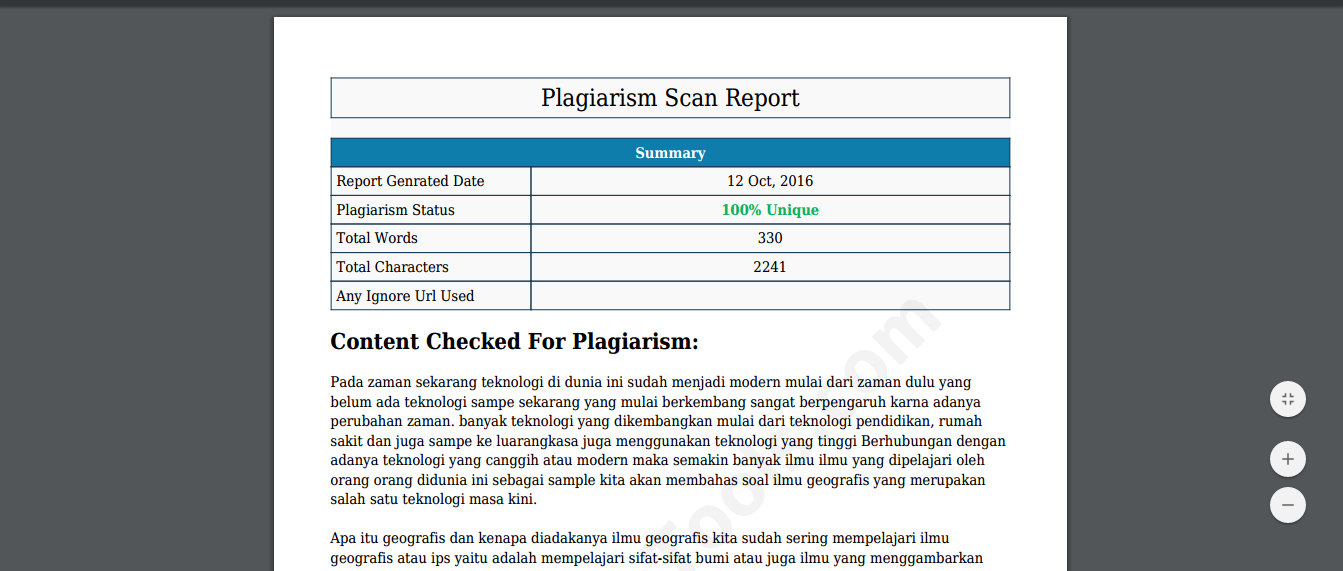 Plagiarism Scan Report
Summary
Report Genrated Date 12 Oct, 2016
Plagiarism Status 100% Unique
Total Words 330
Total Characters 2241
Any Ignore Url Used
Content Checked For Plagiarism:
Pada zaman sekarang teknologi di dunia ini sudah menjadi modern mulai dari zaman dulu yang
belum ada teknologi sampe sekarang yang mulai berkembang sangat berpengaruh karna adanya
perubahan zaman. banyak teknologi yang dikembangkan mulai dari teknologi pendidikan, rumah
sakit dan juga sampe ke luarangkasa juga menggunakan teknologi yang tinggi Berhubungan dengan
adanya teknologi yang canggih atau modern maka semakin banyak ilmu ilmu yang dipelajari oleh
orang orang didunia ini sebagai sample kita akan membahas soal ilmu geografis yang merupakan
salah satu teknologi masa kini.
Apa itu geografis dan kenapa diadakanya ilmu geografis kita sudah sering mempelajari ilmu
geografis atau ips yaitu adalah mempelajari sifat-sifat bumi atau juga ilmu yang menggambarkan